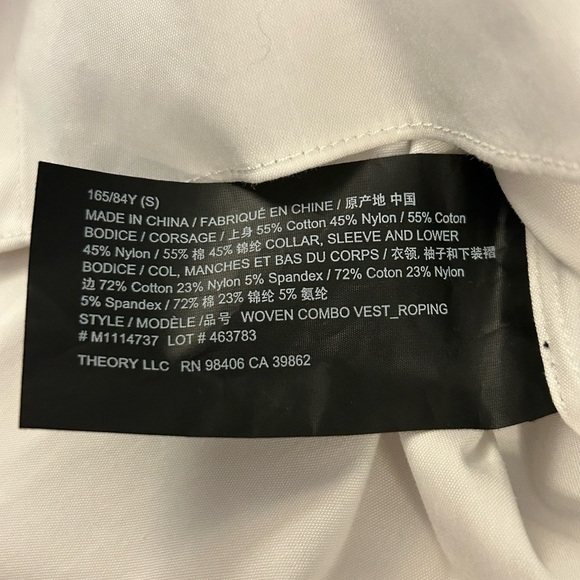 165/84Y (S)
MADE IN CHINA / FABRIQUÉ EN CHINE / 原产地 中国
BODICE / CORSAGE / 上身 55% Cotton 45% Nylon / 55% Coton
45% Nylon / 55% 棉 45% 锦纶 COLLAR, SLEEVE AND LOWER
BODICE / COL, MANCHES ET BAS DU CORPS / 衣领, 袖子和下装褶
边 72% Cotton 23% Nylon 5% Spandex / 72% Coton 23% Nylon
5% Spandex / 72% 棉 23% 锦纶 5% 氨纶
STYLE / MODÈLE /品号 WOVEN COMBO VEST_ROPING
# M1114737 LOT # 463783
THEORY LLC RN 98406 CA 39862